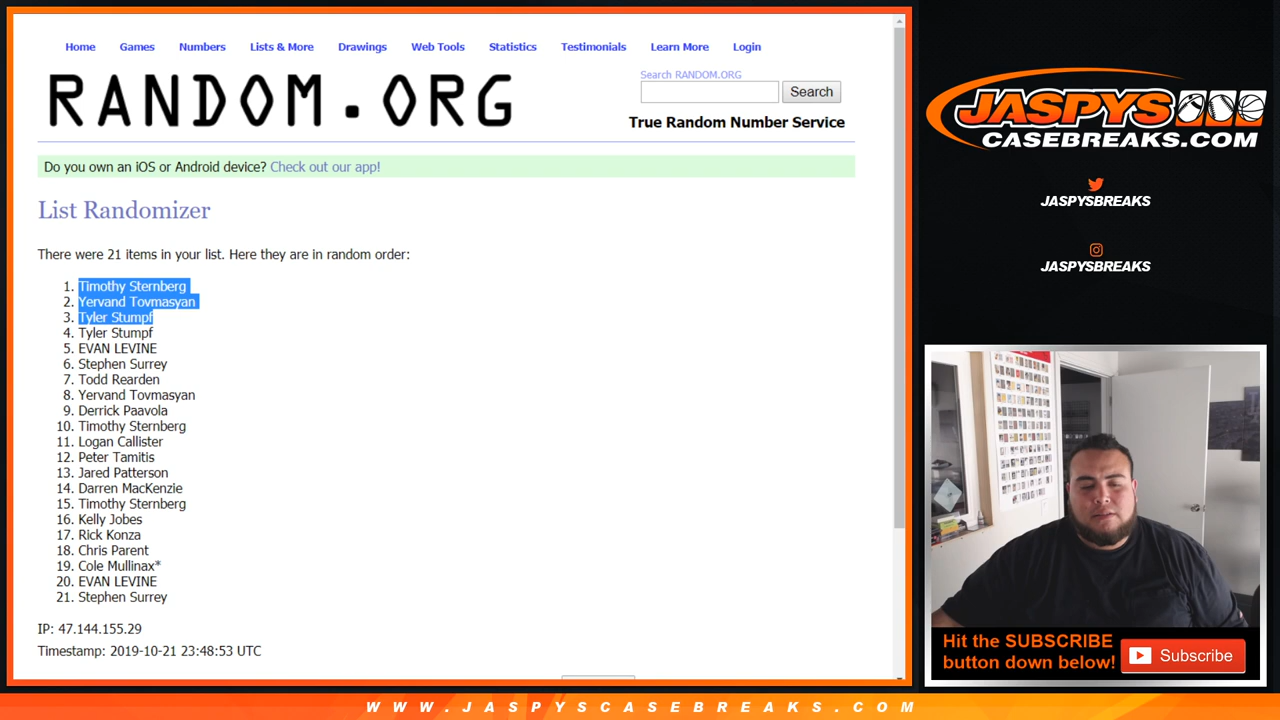 Home Games Numbers Lists & More Drawings Web Tools Statistics Testimonials Learn More Login
RANDOM.ORG
Search RANDOM.ORG
Search
True Random Number Service
Do you own an iOS or Android device? Check out our app!
List Randomizer
There were 21 items in your list. Here they are in random order:
1. Timothy Sternberg
2. Yervand Tovmasyan
3. Tyler Stumpf
4. Tyler Stumpf
5. EVAN LEVINE
6. Stephen Surrey
7. Todd Rearden
8. Yervand Tovmasyan
9. Derrick Paavola
10. Timothy Sternberg
11. Logan Callister
12. Peter Tamitis
13. Jared Patterson
14. Darren MacKenzie
15. Timothy Sternberg
16. Kelly Jobes
17. Rick Konza
18. Chris Parent
19. Cole Mullinax*
20. EVAN LEVINE
21. Stephen Surrey
IP: 47.144.155.29
Timestamp: 2019-10-21 23:48:53 UTC
JASPYS
CASEBREAKS.COM
JASPYSBREAKS
JASPYSBREAKS
Hit the SUBSCRIBE
button down below!
Subscribe
WWW.JASPYSCASEBREAKS.COM